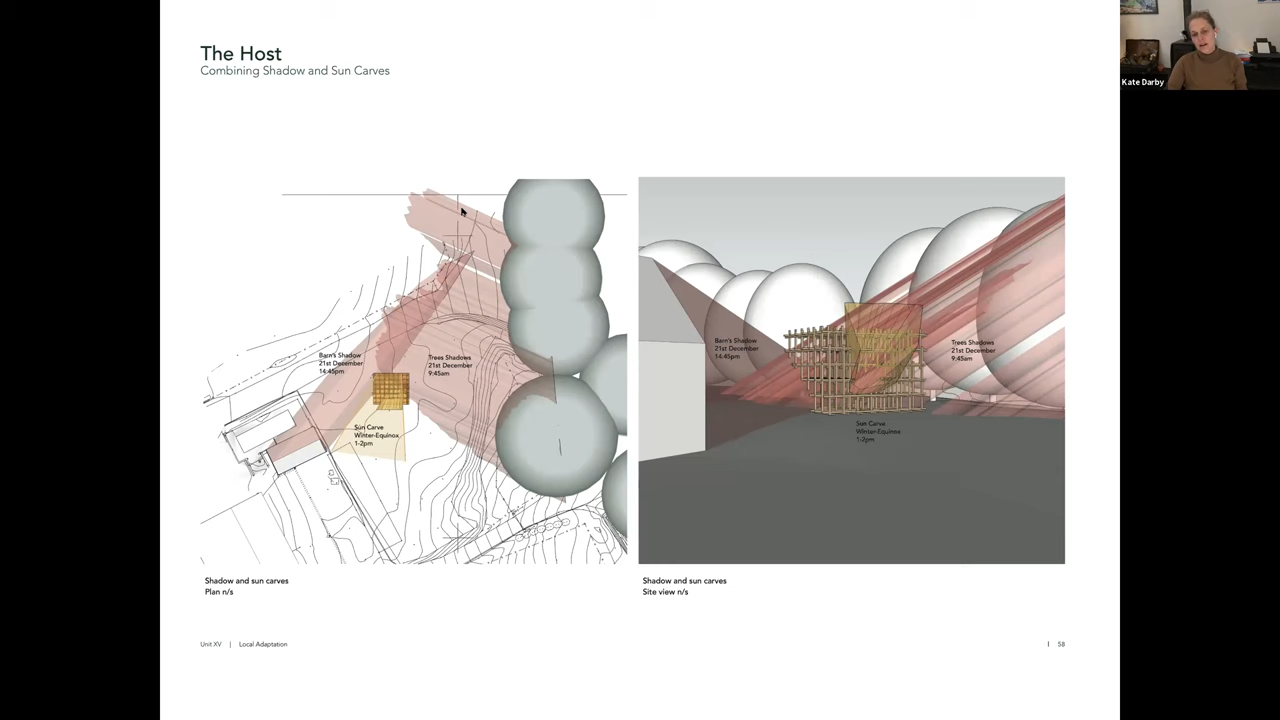 The Host
Combining Shadow and Sun Carves
Kate Darby
Barn's Shadow
21st December
14:45pm
Trees Shadows
21st December
9:45am
Sun Carve
Winter-Equinox
1-2pm
Barn's Shadow
21st December
14:45pm
Trees Shadows
21st December
9:45am
Sun Carve
Winter-Equinox
1-2pm
Shadow and sun carves
Plan n/s
Shadow and sun carves
Site view n/s
Unit XV | Local Adaptation
| 58